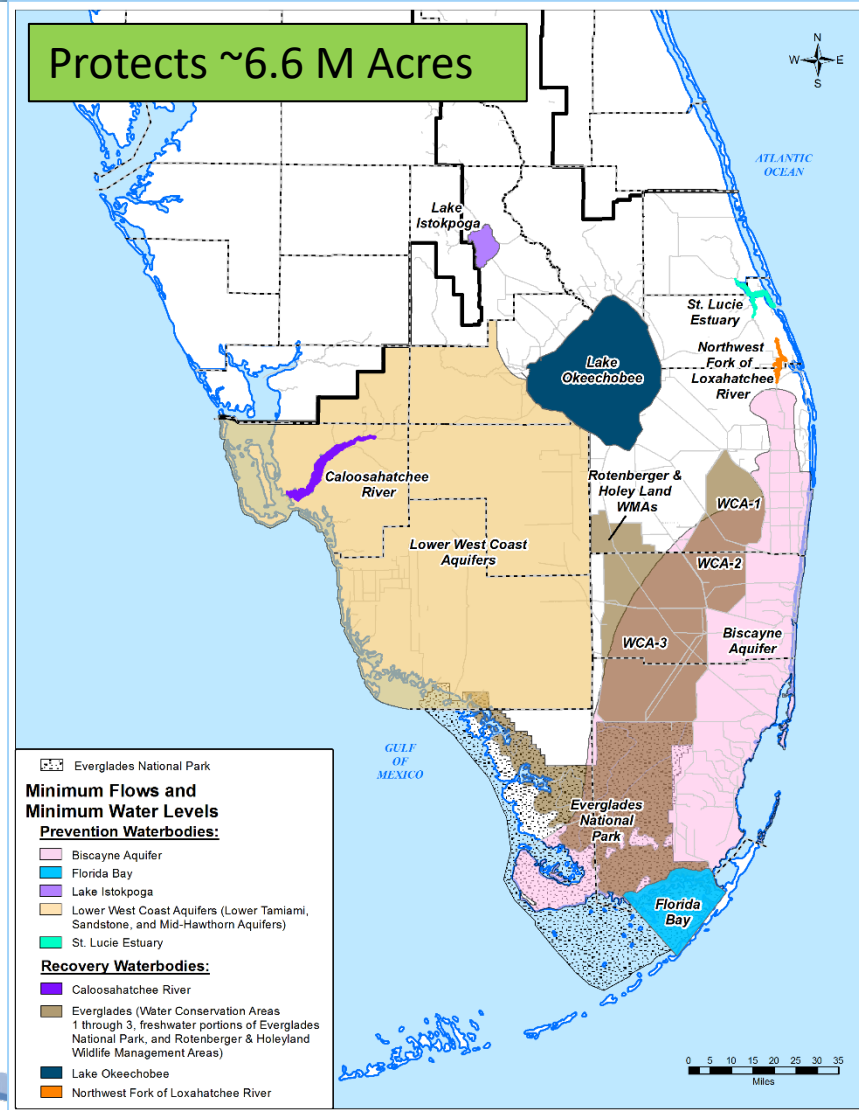 Protects ~6.6 M Acres
N
W
E
S
ATLANTIC
OCEAN
Lake
Istokpoga
St. Lucie
Estuary
Northwest
Fork of
Loxahatchee
River
Lake
Okeechobee
Caloosahatchee
River
Rotenberger &
Holey Land
WMAs
WCA-1
Lower West Coast
Aquifers
WCA-2
WCA-3
Biscayne
Aquifer
GULF
OF
MEXICO
Everglades
National
Park
Florida
Bay
Everglades National Park
Minimum Flows and
Minimum Water Levels
Prevention Waterbodies:
Biscayne Aquifer
Florida Bay
Lake Istokpoga
Lower West Coast Aquifers (Lower Tamiami,
Sandstone, and Mid-Hawthorn Aquifers)
St. Lucie Estuary
Recovery Waterbodies:
Caloosahatchee River
Everglades (Water Conservation Areas
1 through 3, freshwater portions of Everglades
National Park, and Rotenberger & Holeyland
Wildlife Management Areas)
Lake Okeechobee
Northwest Fork of Loxahatchee River
0 5 10 15 20 25 30 35
Miles